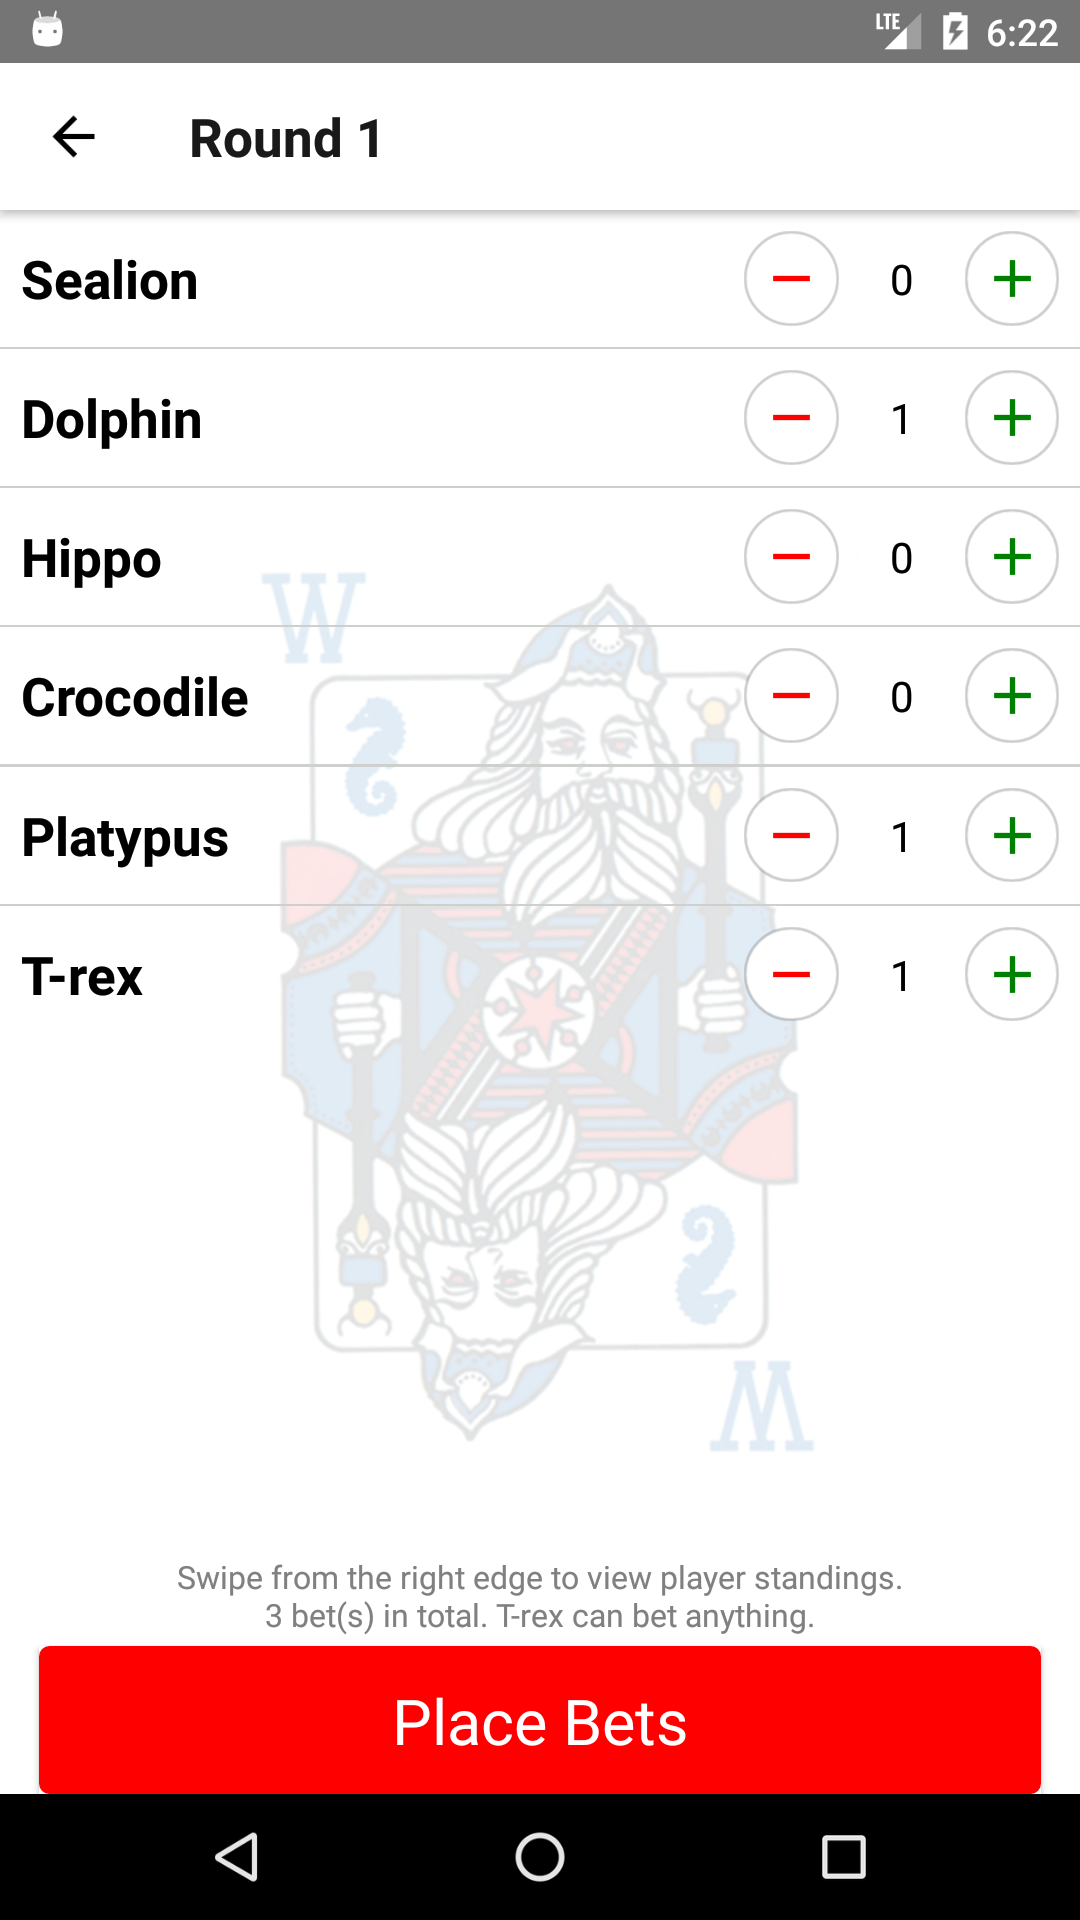 LTE 6:22
Round 1
Sealion 0
Dolphin 1
Hippo 0
W
Crocodile 0
Platypus 1
T-rex 1
W
Swipe from the right edge to view player standings.
3 bet(s) in total. T-rex can bet anything.
Place Bets